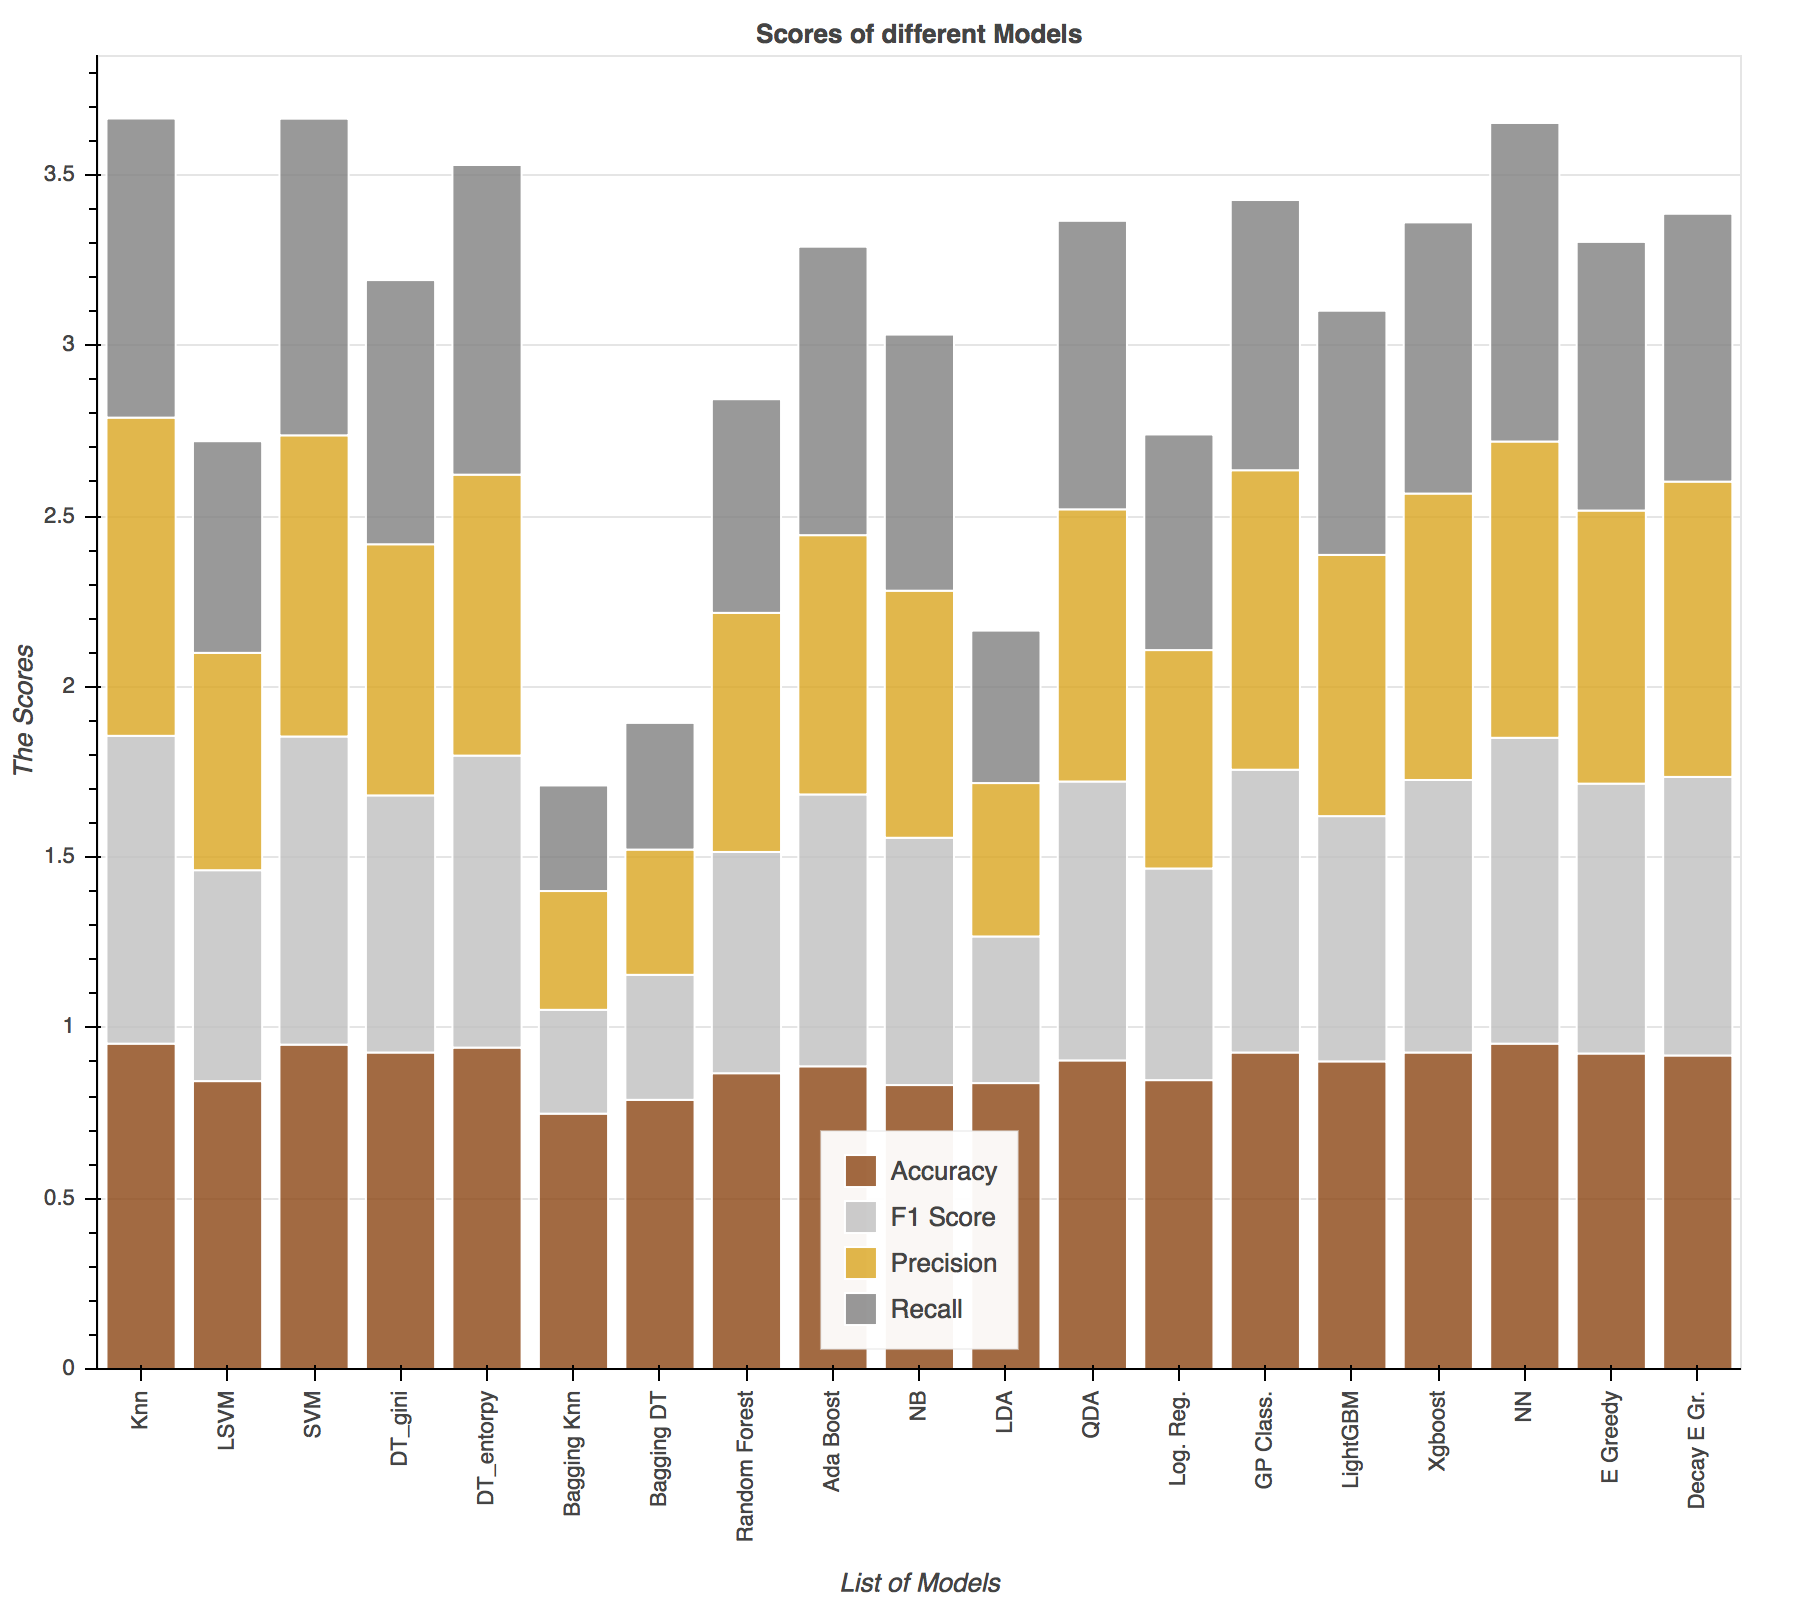 Scores of different Models
The Scores
3.5
3
2.5
2
1.5
1
0.5
0
Accuracy
F1 Score
Precision
Recall
Knn
LSVM
SVM
DT_gini
DT_entorpy
Bagging Knn
Bagging DT
Random Forest
Ada Boost
NB
LDA
QDA
Log. Reg.
GP Class.
LightGBM
Xgboost
NN
E Greedy
Decay E Gr.
List of Models